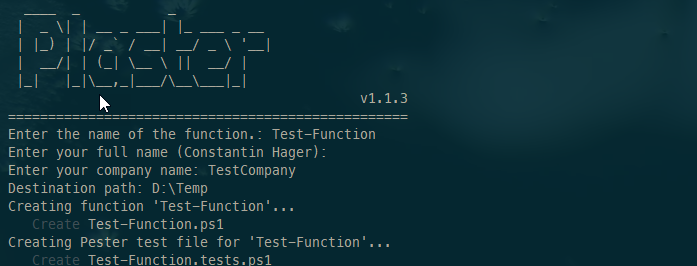 Plaster
v1.1.3
==================================================
Enter the name of the function.: Test-Function
Enter your full name (Constantin Hager):
Enter your company name: TestCompany
Destination path: D:\Temp
Creating function 'Test-Function'...
   Create Test-Function.ps1
Creating Pester test file for 'Test-Function'...
   Create Test-Function.tests.ps1